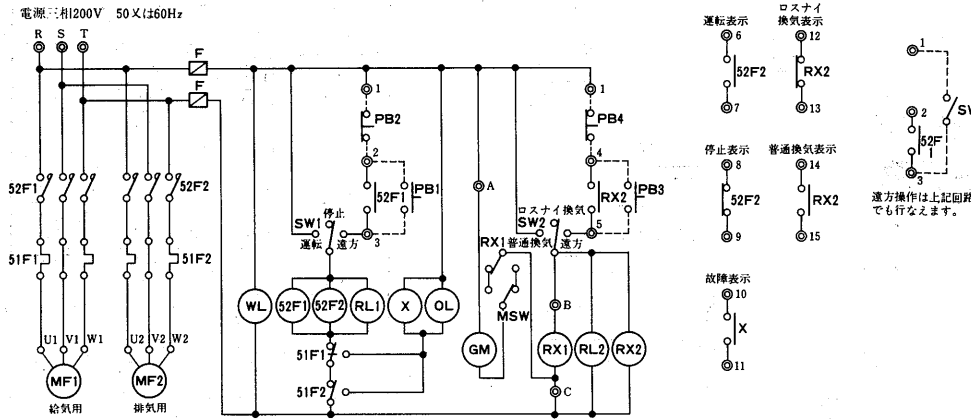 電源三相200V 50又は60Hz
R S T
F
F
52F1
52F2
51F1
51F2
U1 V1 W1
U2 V2 W2
MF1
MF2
給気用
排気用
WL
SW1
停止
運転
遠方
1
PB2
2
52F1
PB1
3
52F1
52F2
RL1
X
OL
51F1
51F2
A
GM
RX1
MSW
1
PB4
4
RX2
PB3
5
ロスナイ換気
SW2
普通換気
遠方
B
RX1
RL2
RX2
C
運転表示
6
52F2
7
ロスナイ
換気表示
12
RX2
13
停止表示
8
52F2
9
普通換気表示
14
RX2
15
故障表示
10
X
11
1
SW
2
52F
1
3
遠方操作は上記回路
でも行なえます。